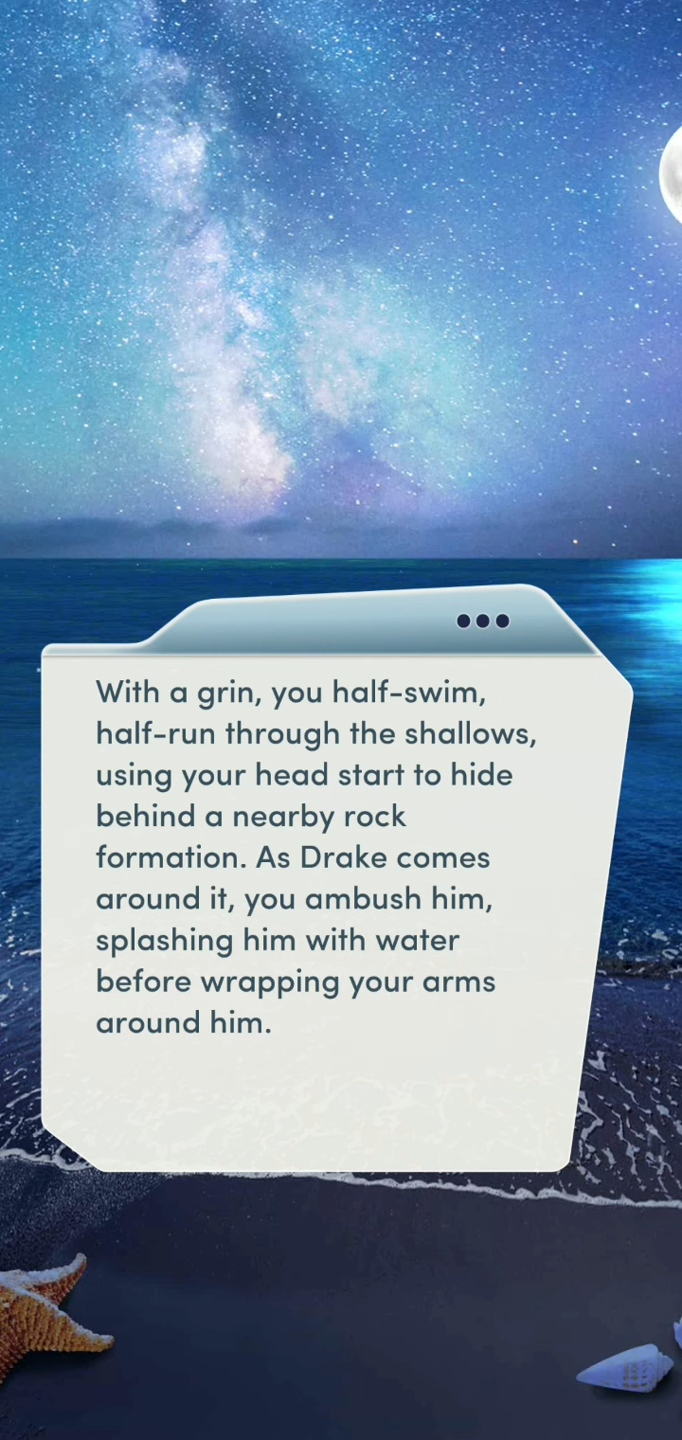 With a grin, you half-swim,
half-run through the shallows,
using your head start to hide
behind a nearby rock
formation. As Drake comes
around it, you ambush him,
splashing him with water
before wrapping your arms
around him.